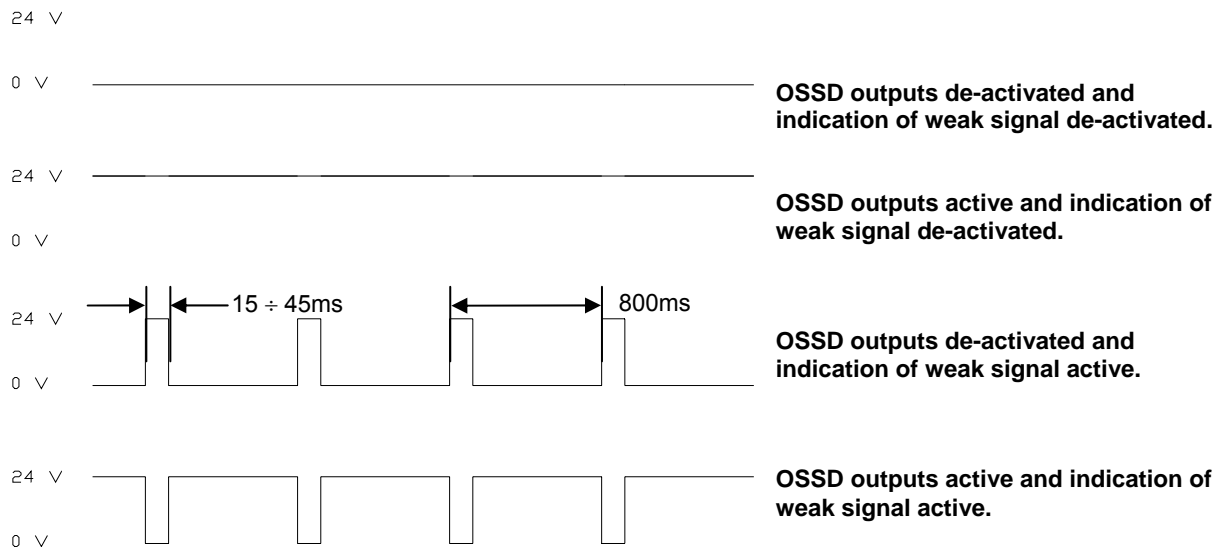 24 V
0 V
OSSD outputs de-activated and
indication of weak signal de-activated.
24 V
OSSD outputs active and indication of
weak signal de-activated.
0 V
15 ÷ 45ms
800ms
24 V
OSSD outputs de-activated and
indication of weak signal active.
0 V
24 V
OSSD outputs active and indication of
weak signal active.
0 V